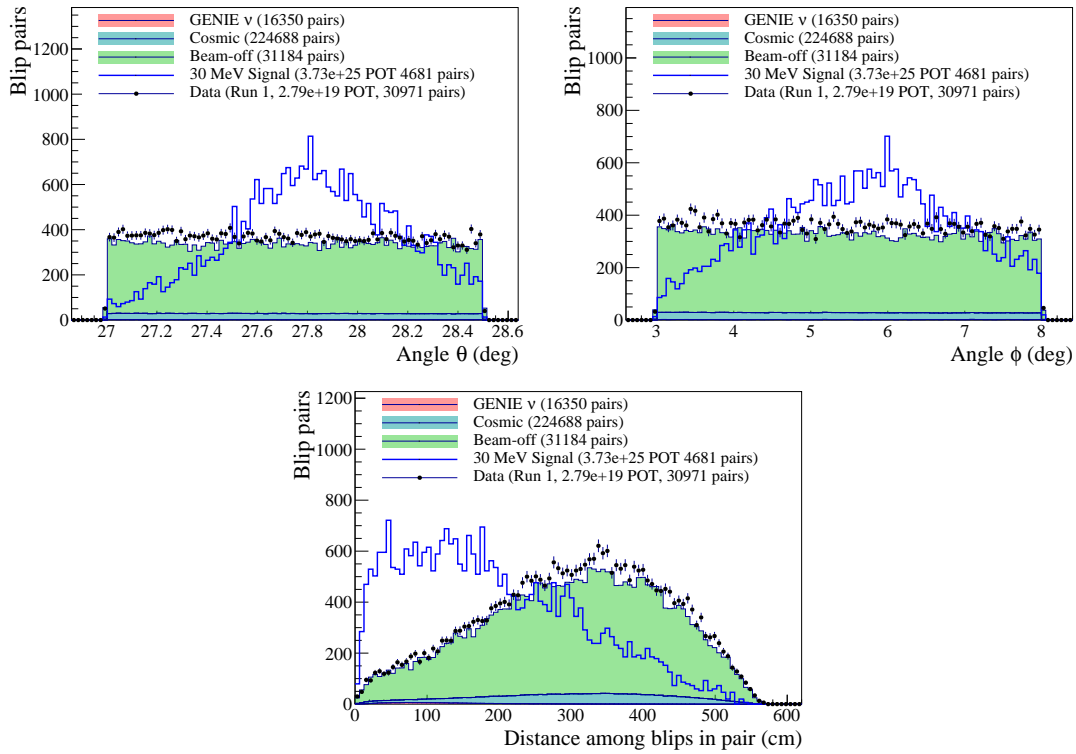 Blip pairs
GENIE ν (16350 pairs)
Cosmic (224688 pairs)
Beam-off (31184 pairs)
30 MeV Signal (3.73e+25 POT 4681 pairs)
Data (Run 1, 2.79e+19 POT, 30971 pairs)
1200
1000
800
600
400
200
0
27 27.2 27.4 27.6 27.8 28 28.2 28.4 28.6
Angle θ (deg)
Blip pairs
GENIE ν (16350 pairs)
Cosmic (224688 pairs)
Beam-off (31184 pairs)
30 MeV Signal (3.73e+25 POT 4681 pairs)
Data (Run 1, 2.79e+19 POT, 30971 pairs)
1000
800
600
400
200
0
3 4 5 6 7 8
Angle ϕ (deg)
Blip pairs
GENIE ν (16350 pairs)
Cosmic (224688 pairs)
Beam-off (31184 pairs)
30 MeV Signal (3.73e+25 POT 4681 pairs)
Data (Run 1, 2.79e+19 POT, 30971 pairs)
1200
1000
800
600
400
200
0
0 100 200 300 400 500 600
Distance among blips in pair (cm)